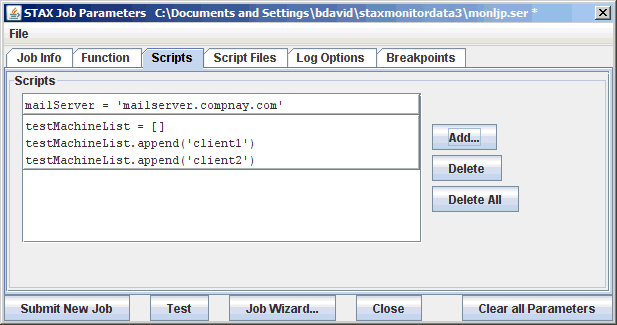 STAX Job Parameters C:\Documents and Settings\bdavid\staxmonitordata3\monljp.ser *
File
Job Info Function Scripts Script Files Log Options Breakpoints
Scripts
mailServer = 'mailserver.compnay.com'
testMachineList = []
testMachineList.append('client1')
testMachineList.append('client2')
Add...
Delete
Delete All
Submit New Job Test Job Wizard... Close Clear all Parameters